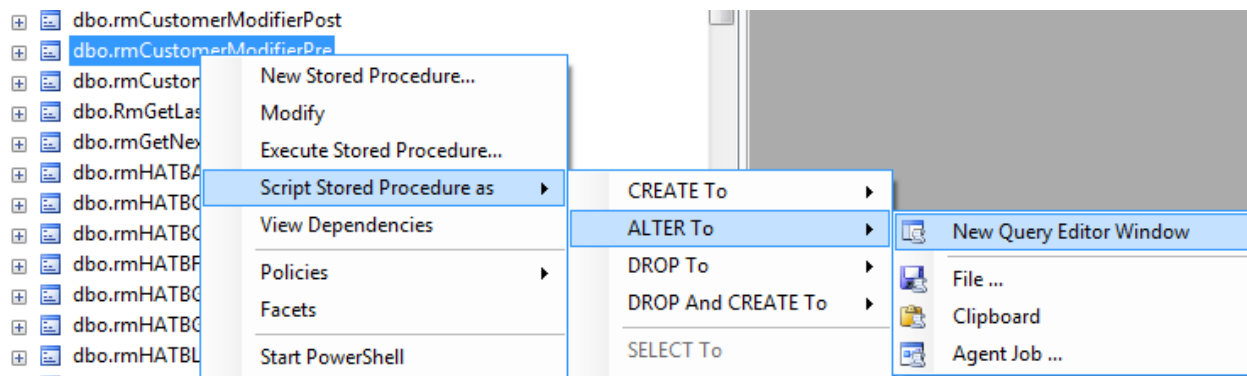 dbo.rmCustomerModifierPost
dbo.rmCustomerModifierPre
dbo.rmCustor
dbo.RmGetLas
dbo.rmGetNex
dbo.rmHATBA
dbo.rmHATBC
dbo.rmHATBC
dbo.rmHATBF
dbo.rmHATBC
dbo.rmHATBC
dbo.rmHATBL
New Stored Procedure...
Modify
Execute Stored Procedure...
Script Stored Procedure as
View Dependencies
Policies
Facets
Start PowerShell
CREATE To
ALTER To
DROP To
DROP And CREATE To
SELECT To
New Query Editor Window
File ...
Clipboard
Agent Job ...